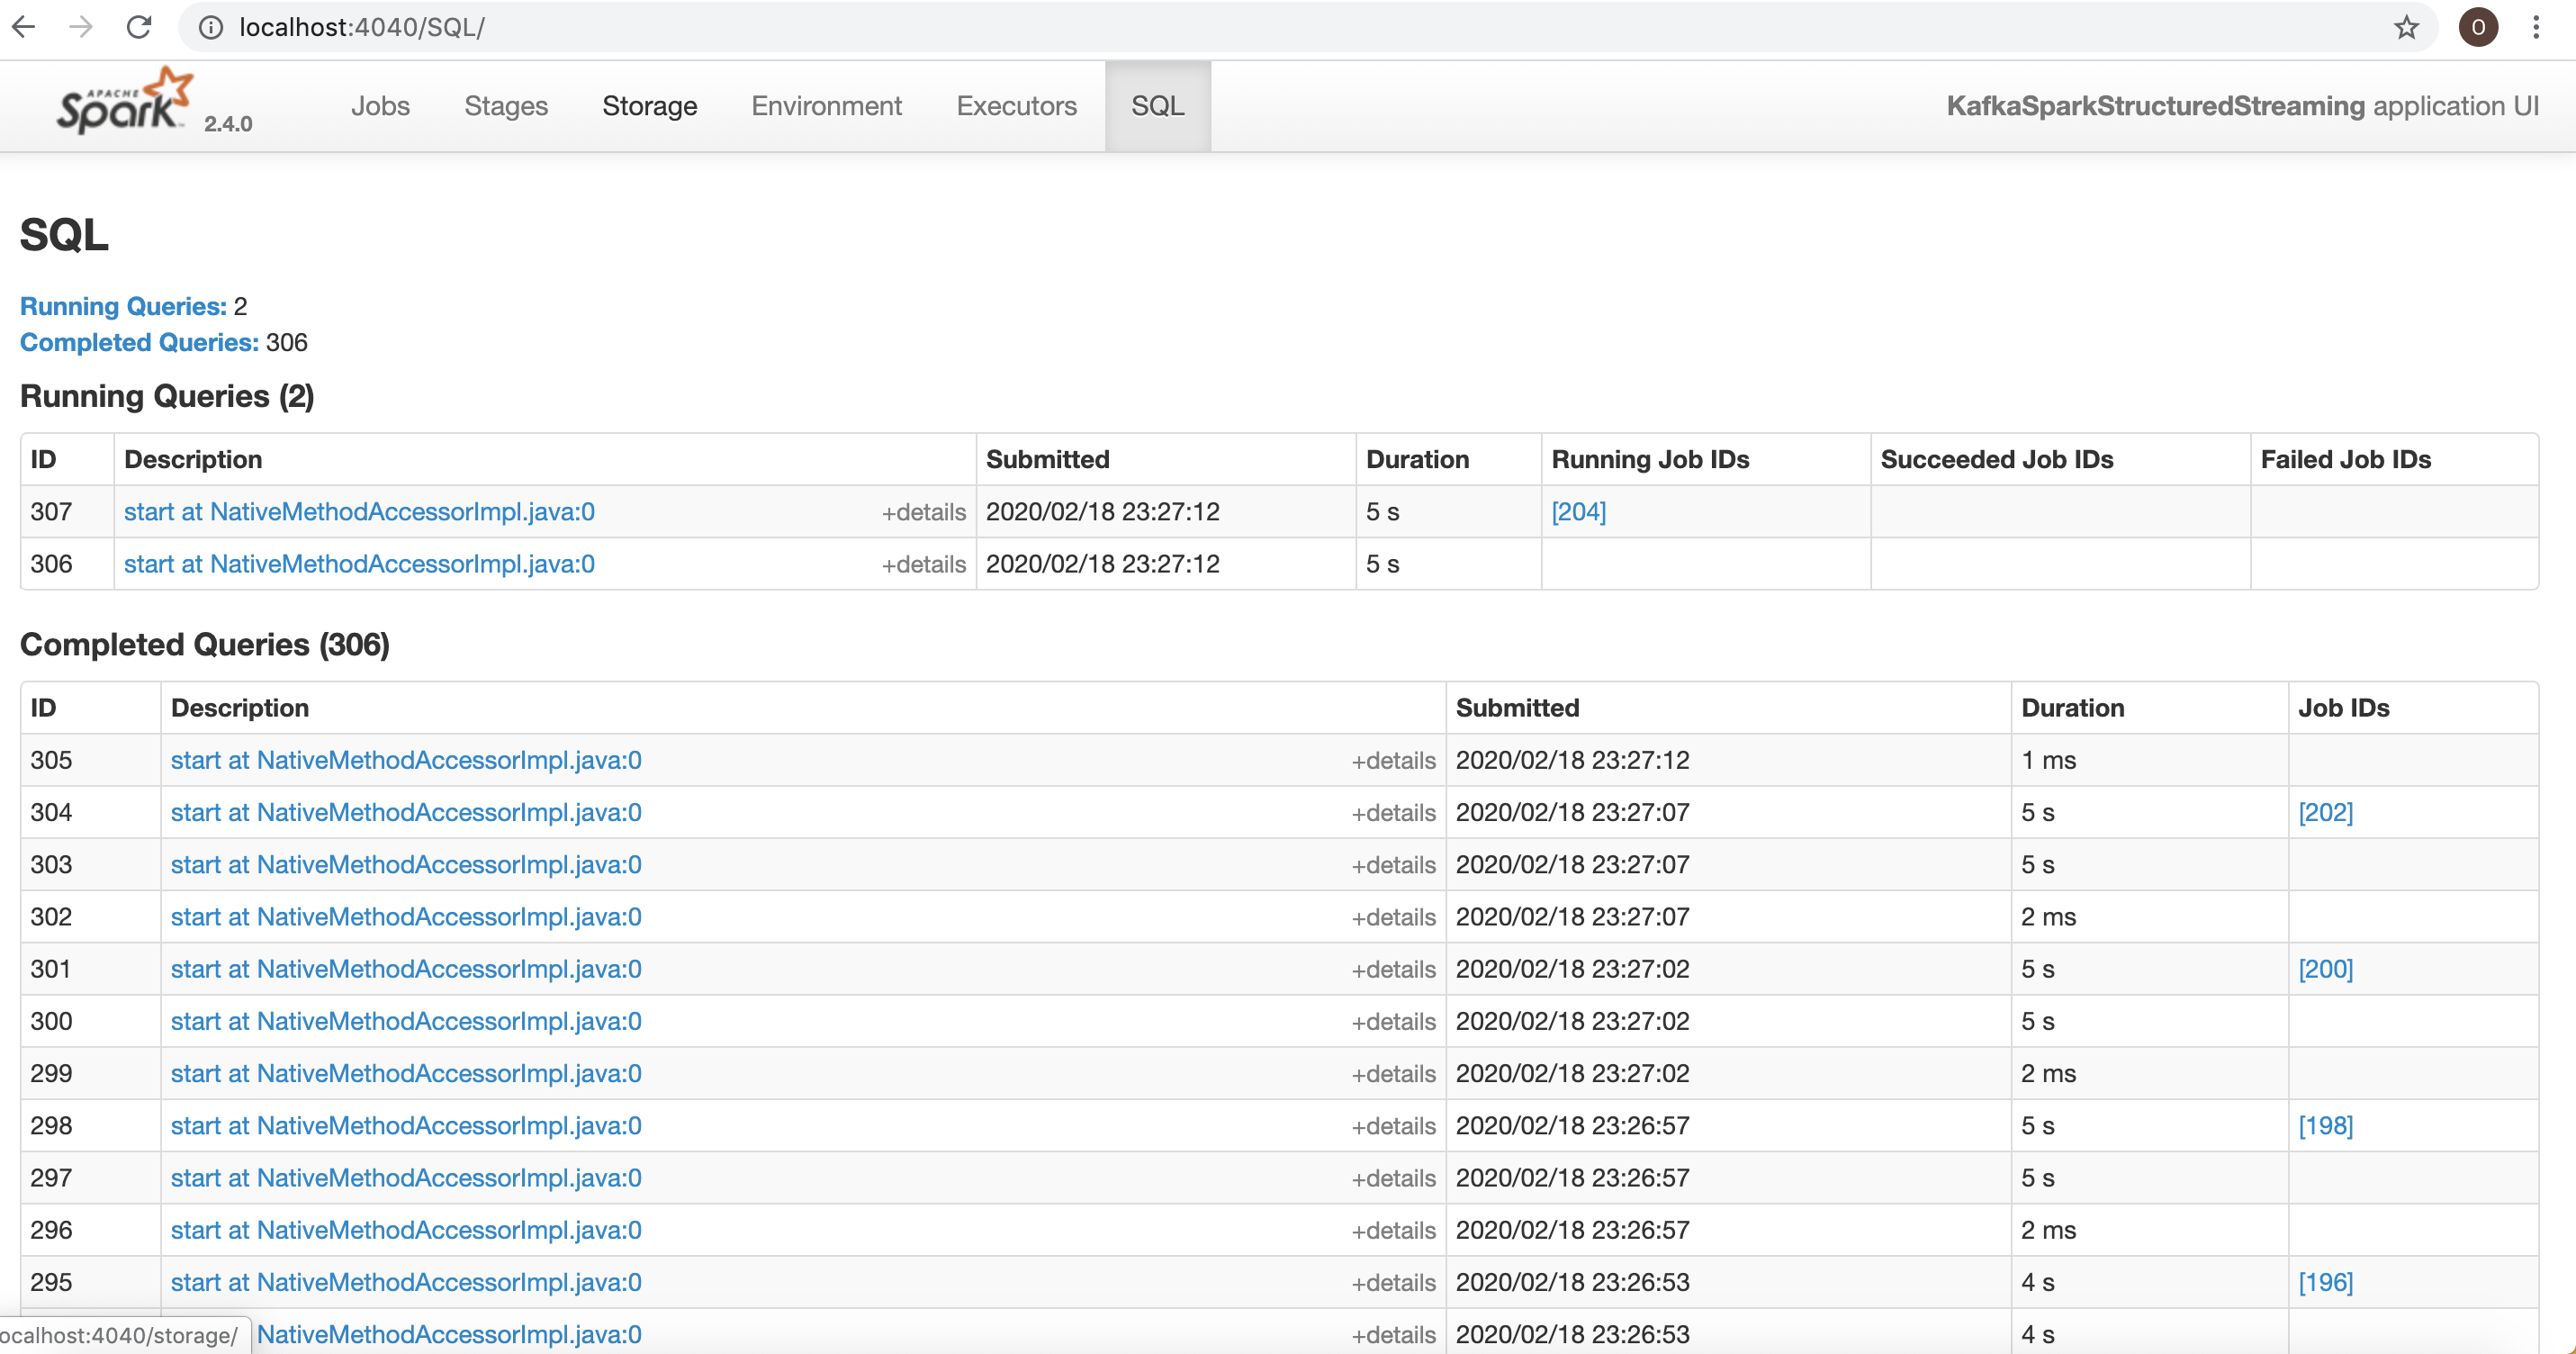 localhost:4040/SQL/
O
APACHE Spark 2.4.0 Jobs Stages Storage Environment Executors SQL KafkaSparkStructuredStreaming application UI
SQL
Running Queries: 2
Completed Queries: 306
Running Queries (2)
ID Description Submitted Duration Running Job IDs Succeeded Job IDs Failed Job IDs
307 start at NativeMethodAccessorImpl.java:0 +details 2020/02/18 23:27:12 5 s [204]
306 start at NativeMethodAccessorImpl.java:0 +details 2020/02/18 23:27:12 5 s
Completed Queries (306)
ID Description Submitted Duration Job IDs
305 start at NativeMethodAccessorImpl.java:0 +details 2020/02/18 23:27:12 1 ms
304 start at NativeMethodAccessorImpl.java:0 +details 2020/02/18 23:27:07 5 s [202]
303 start at NativeMethodAccessorImpl.java:0 +details 2020/02/18 23:27:07 5 s
302 start at NativeMethodAccessorImpl.java:0 +details 2020/02/18 23:27:07 2 ms
301 start at NativeMethodAccessorImpl.java:0 +details 2020/02/18 23:27:02 5 s [200]
300 start at NativeMethodAccessorImpl.java:0 +details 2020/02/18 23:27:02 5 s
299 start at NativeMethodAccessorImpl.java:0 +details 2020/02/18 23:27:02 2 ms
298 start at NativeMethodAccessorImpl.java:0 +details 2020/02/18 23:26:57 5 s [198]
297 start at NativeMethodAccessorImpl.java:0 +details 2020/02/18 23:26:57 5 s
296 start at NativeMethodAccessorImpl.java:0 +details 2020/02/18 23:26:57 2 ms
295 start at NativeMethodAccessorImpl.java:0 +details 2020/02/18 23:26:53 4 s [196]
ocalhost:4040/storage/ NativeMethodAccessorImpl.java:0 +details 2020/02/18 23:26:53 4 s